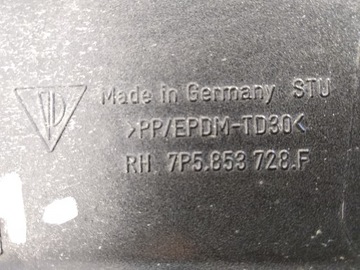 Made in Germany STU
>PP/EPDM-TD30<
RH 7P5.853 728.F